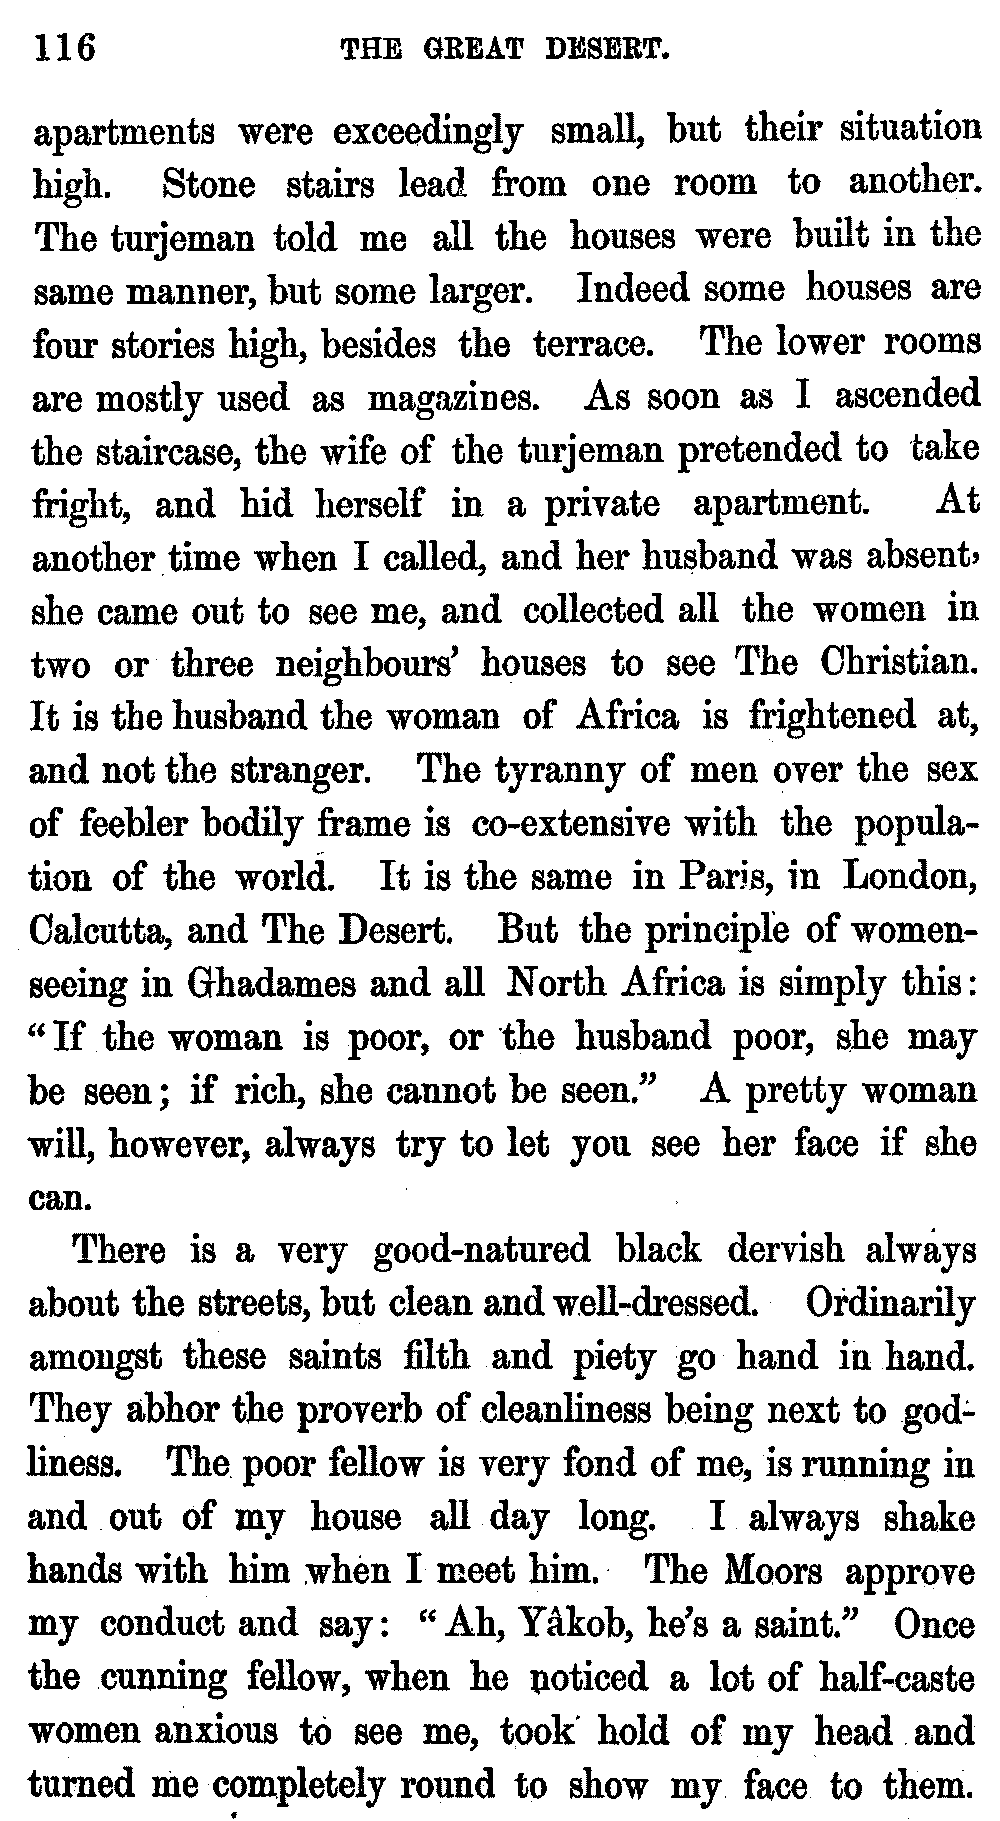 116 THE GREAT DESERT.
apartments were exceedingly small, but their situation
high. Stone stairs lead from one room to another.
The turjeman told me all the houses were built in the
same manner, but some larger. Indeed some houses are
four stories high, besides the terrace. The lower rooms
are mostly used as magazines. As soon as I ascended
the staircase, the wife of the turjeman pretended to take
fright, and hid herself in a private apartment. At
another time when I called, and her husband was absent,
she came out to see me, and collected all the women in
two or three neighbours' houses to see The Christian.
It is the husband the woman of Africa is frightened at,
and not the stranger. The tyranny of men over the sex
of feebler bodily frame is co-extensive with the popula-
tion of the world. It is the same in Paris, in London,
Calcutta, and The Desert. But the principle of women-
seeing in Ghadames and all North Africa is simply this:
"If the woman is poor, or the husband poor, she may
be seen; if rich, she cannot be seen." A pretty woman
will, however, always try to let you see her face if she
can.
There is a very good-natured black dervish always
about the streets, but clean and well-dressed. Ordinarily
amongst these saints filth and piety go hand in hand.
They abhor the proverb of cleanliness being next to god-
liness. The poor fellow is very fond of me, is running in
and out of my house all day long. I always shake
hands with him when I meet him. The Moors approve
my conduct and say: "Ah, Yâkob, he's a saint." Once
the cunning fellow, when he noticed a lot of half-caste
women anxious to see me, took hold of my head and
turned me completely round to show my face to them.